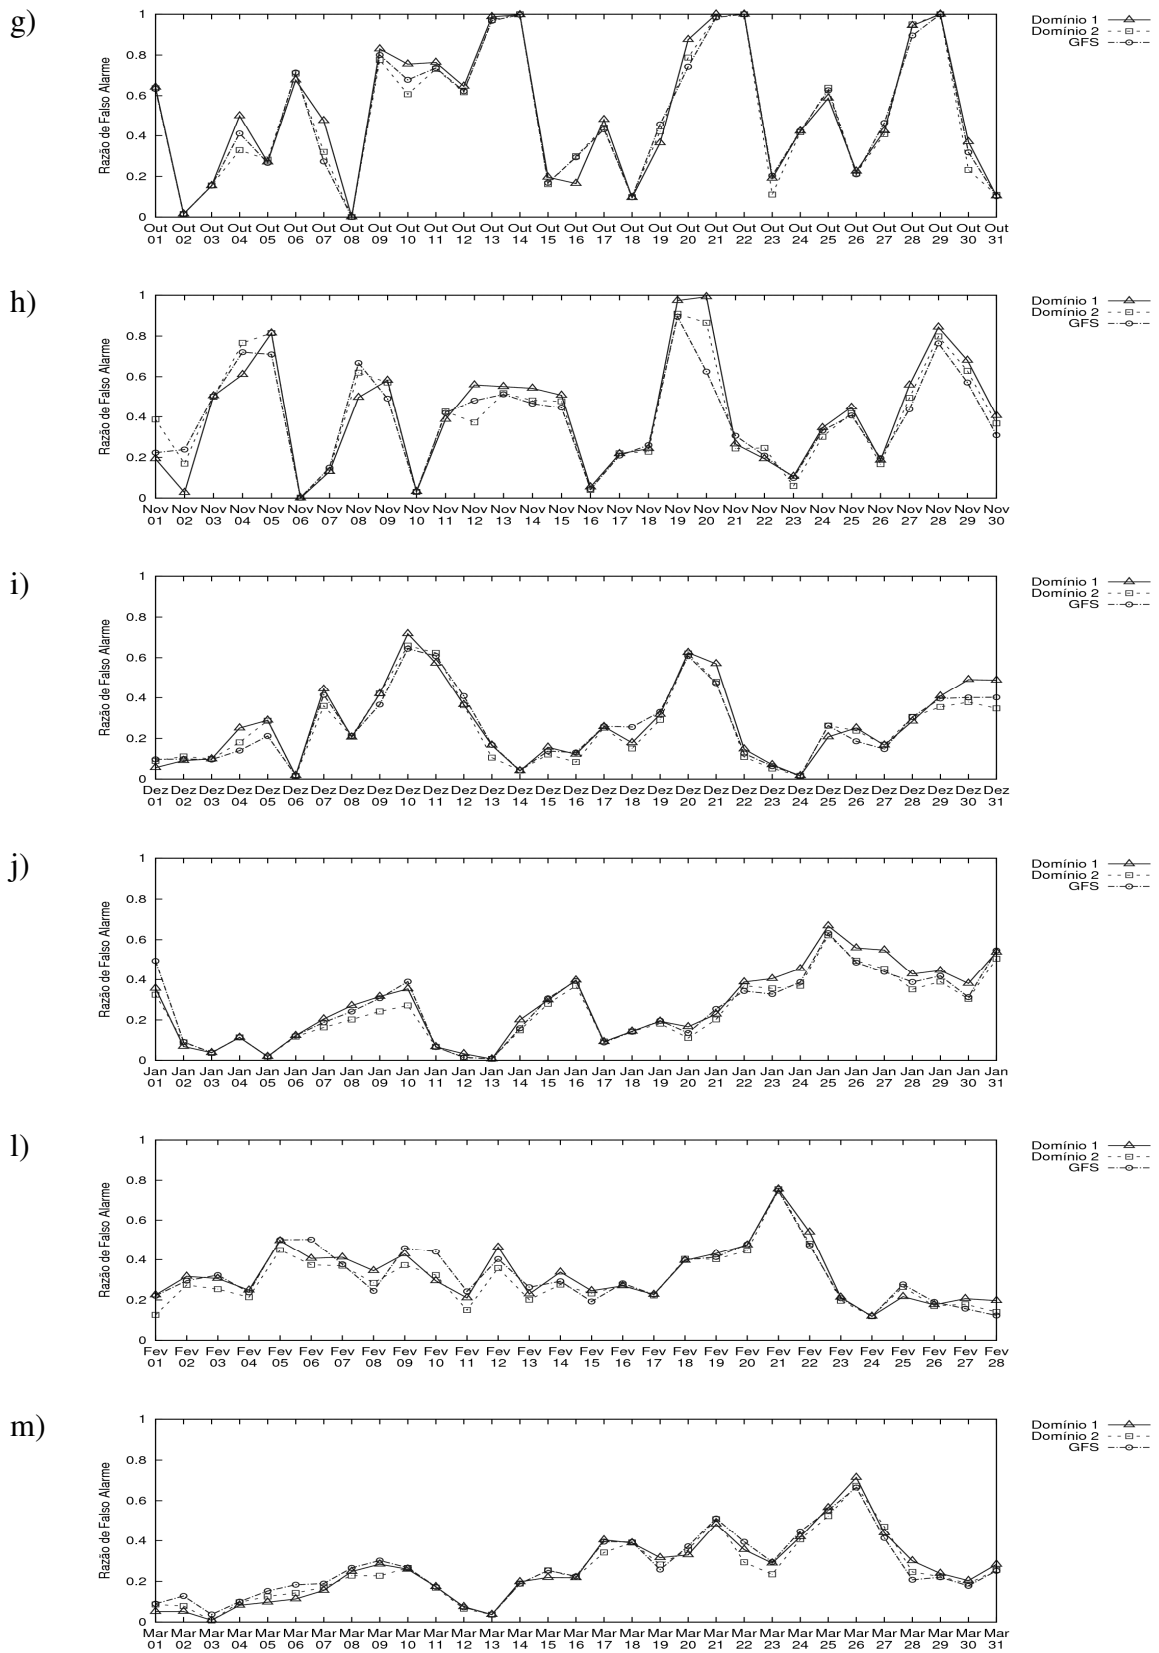 g)
Domínio 1
Domínio 2
GFS
Razão de Falso Alarme
1
0.8
0.6
0.4
0.2
0
Out Out Out Out Out Out Out Out Out Out Out Out Out Out Out Out Out Out Out Out Out Out Out Out Out Out Out Out Out Out Out
01 02 03 04 05 06 07 08 09 10 11 12 13 14 15 16 17 18 19 20 21 22 23 24 25 26 27 28 29 30 31
h)
Domínio 1
Domínio 2
GFS
Razão de Falso Alarme
1
0.8
0.6
0.4
0.2
0
Nov Nov Nov Nov Nov Nov Nov Nov Nov Nov Nov Nov Nov Nov Nov Nov Nov Nov Nov Nov Nov Nov Nov Nov Nov Nov Nov Nov Nov Nov
01 02 03 04 05 06 07 08 09 10 11 12 13 14 15 16 17 18 19 20 21 22 23 24 25 26 27 28 29 30
i)
Domínio 1
Domínio 2
GFS
Razão de Falso Alarme
1
0.8
0.6
0.4
0.2
0
Dez Dez Dez Dez Dez Dez Dez Dez Dez Dez Dez Dez Dez Dez Dez Dez Dez Dez Dez Dez Dez Dez Dez Dez Dez Dez Dez Dez Dez Dez Dez
01 02 03 04 05 06 07 08 09 10 11 12 13 14 15 16 17 18 19 20 21 22 23 24 25 26 27 28 29 30 31
j)
Domínio 1
Domínio 2
GFS
Razão de Falso Alarme
1
0.8
0.6
0.4
0.2
0
Jan Jan Jan Jan Jan Jan Jan Jan Jan Jan Jan Jan Jan Jan Jan Jan Jan Jan Jan Jan Jan Jan Jan Jan Jan Jan Jan Jan Jan Jan Jan
01 02 03 04 05 06 07 08 09 10 11 12 13 14 15 16 17 18 19 20 21 22 23 24 25 26 27 28 29 30 31
l)
Domínio 1
Domínio 2
GFS
Razão de Falso Alarme
1
0.8
0.6
0.4
0.2
0
Fev Fev Fev Fev Fev Fev Fev Fev Fev Fev Fev Fev Fev Fev Fev Fev Fev Fev Fev Fev Fev Fev Fev Fev Fev Fev Fev Fev
01 02 03 04 05 06 07 08 09 10 11 12 13 14 15 16 17 18 19 20 21 22 23 24 25 26 27 28
m)
Domínio 1
Domínio 2
GFS
Razão de Falso Alarme
1
0.8
0.6
0.4
0.2
0
Mar Mar Mar Mar Mar Mar Mar Mar Mar Mar Mar Mar Mar Mar Mar Mar Mar Mar Mar Mar Mar Mar Mar Mar Mar Mar Mar Mar Mar Mar Mar
01 02 03 04 05 06 07 08 09 10 11 12 13 14 15 16 17 18 19 20 21 22 23 24 25 26 27 28 29 30 31